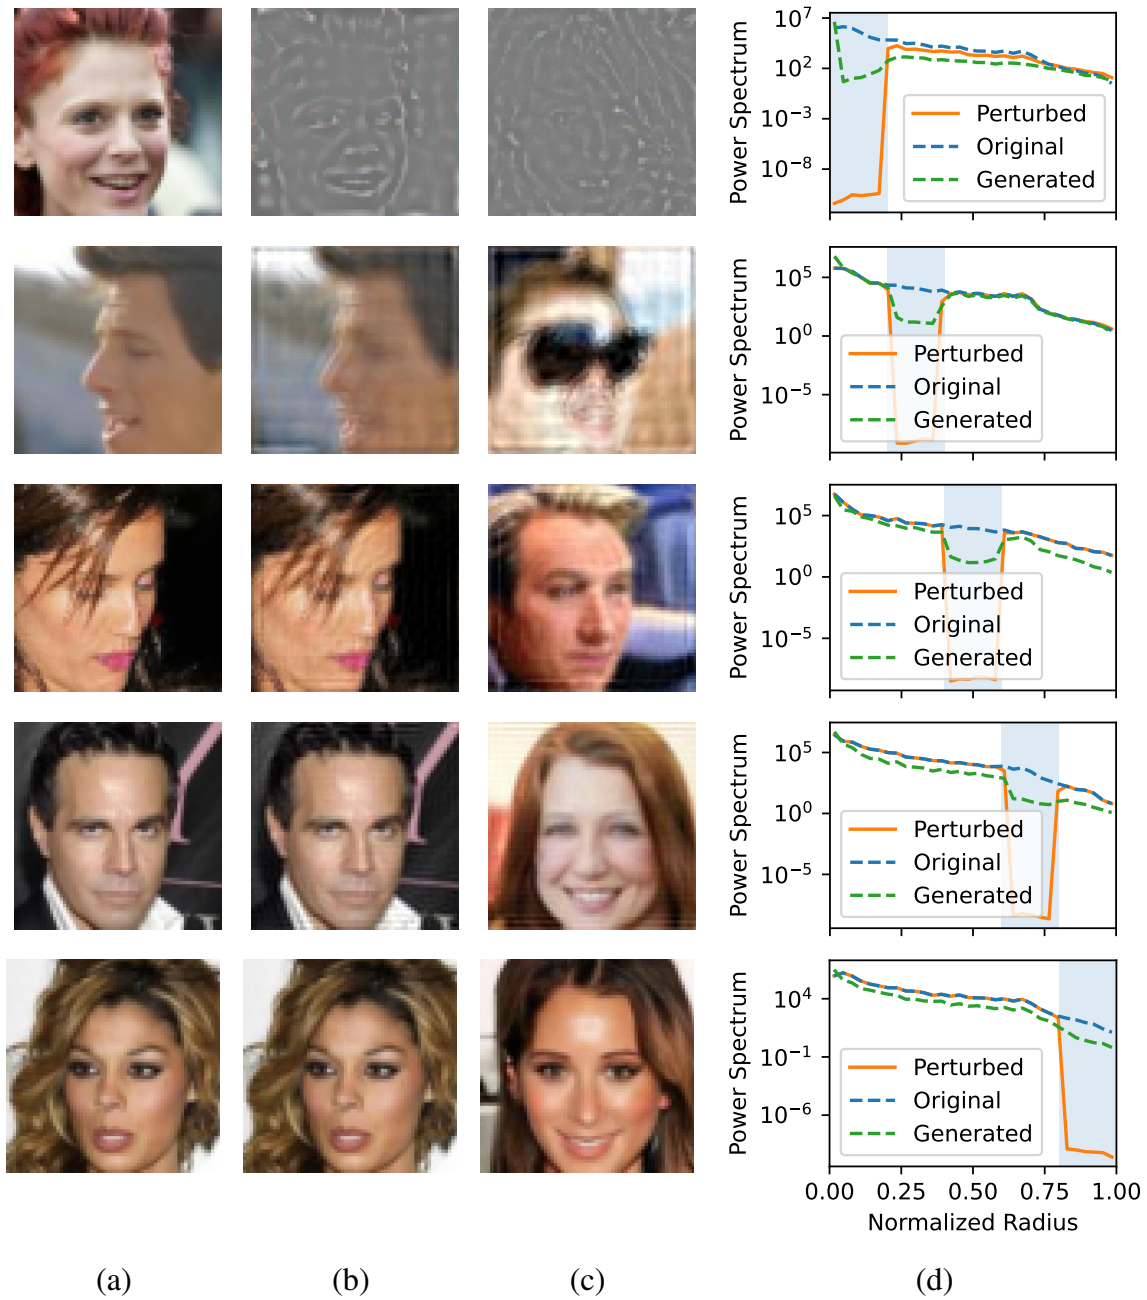 10^7
10^2
10^−3
10^−8
Power Spectrum
Perturbed
Original
Generated
10^5
10^0
10^−5
Power Spectrum
Perturbed
Original
Generated
10^5
10^0
10^−5
Power Spectrum
Perturbed
Original
Generated
10^5
10^0
10^−5
Power Spectrum
Perturbed
Original
Generated
10^4
10^−1
10^−6
Power Spectrum
Perturbed
Original
Generated
0.00 0.25 0.50 0.75 1.00
Normalized Radius
(a) (b) (c) (d)